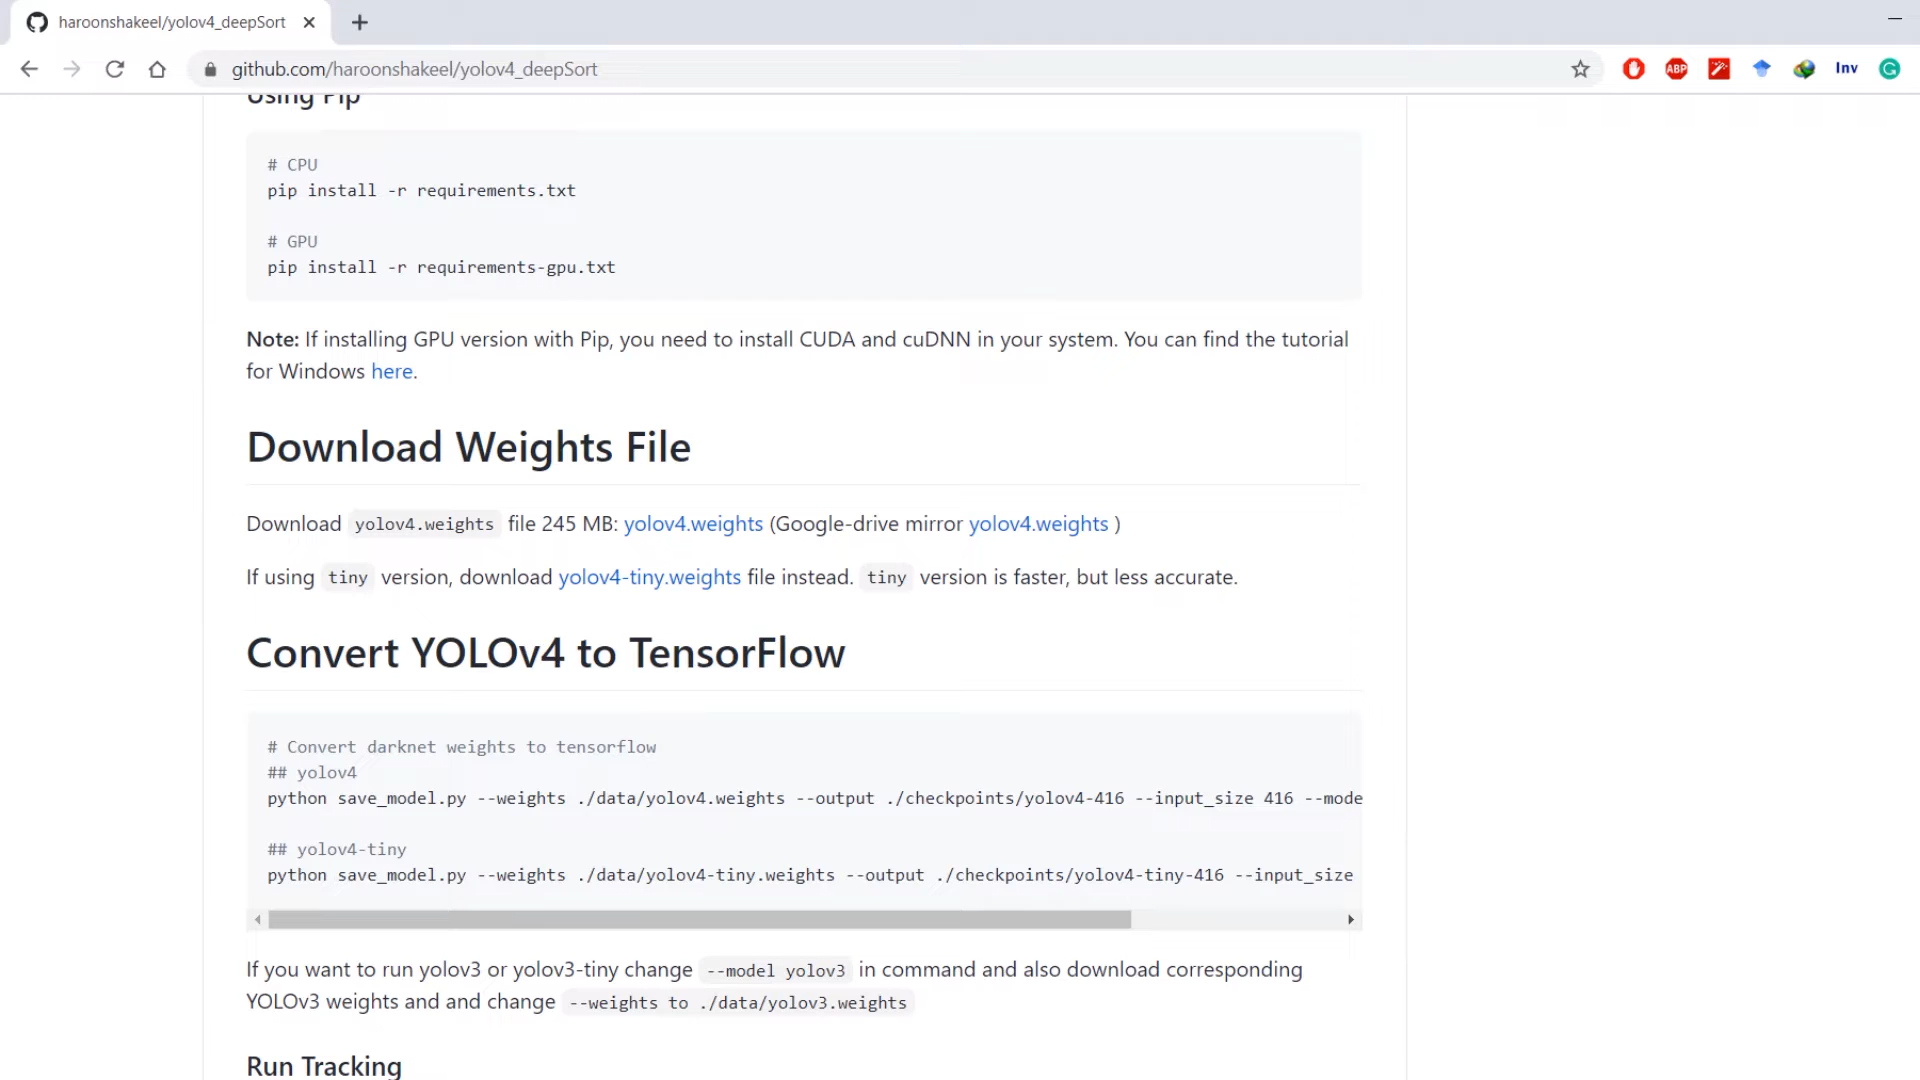 haroonshakeel/yolov4_deepSort
github.com/haroonshakeel/yolov4_deepSort
ABP
Inv
Using Pip
# CPU
pip install -r requirements.txt
# GPU
pip install -r requirements-gpu.txt
Note: If installing GPU version with Pip, you need to install CUDA and cuDNN in your system. You can find the tutorial
for Windows here.
Download Weights File
Download yolov4.weights file 245 MB: yolov4.weights (Google-drive mirror yolov4.weights )
If using tiny version, download yolov4-tiny.weights file instead. tiny version is faster, but less accurate.
Convert YOLOv4 to TensorFlow
# Convert darknet weights to tensorflow
## yolov4
python save_model.py --weights ./data/yolov4.weights --output ./checkpoints/yolov4-416 --input_size 416 --mode
## yolov4-tiny
python save_model.py --weights ./data/yolov4-tiny.weights --output ./checkpoints/yolov4-tiny-416 --input_size
If you want to run yolov3 or yolov3-tiny change --model yolov3 in command and also download corresponding
YOLOv3 weights and and change --weights to ./data/yolov3.weights
Run Tracking